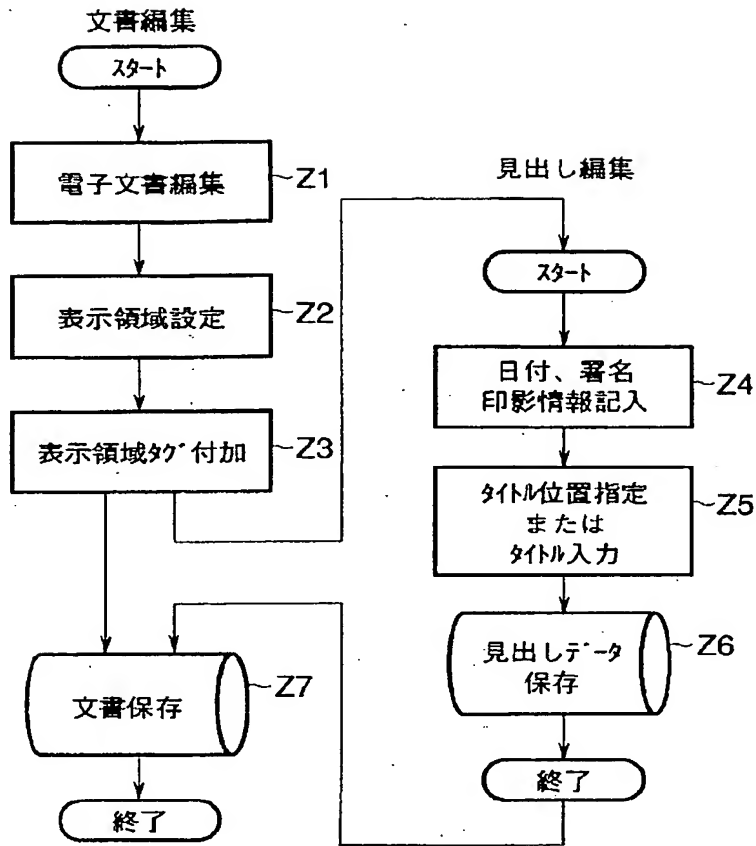 文書編集
スタート
電子文書編集
Z1
表示領域設定
Z2
表示領域ﾀｸﾞ付加
Z3
文書保存
Z7
終了
見出し編集
スタート
日付、署名
印影情報記入
Z4
ﾀｲﾄﾙ位置指定
または
ﾀｲﾄﾙ入力
Z5
見出しﾃﾞｰﾀ
保存
Z6
終了